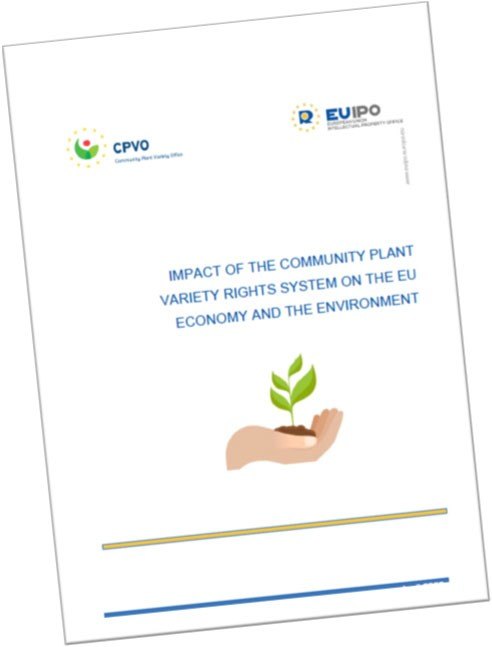 CPVO
Community Plant Variety Office
EUIPO
EUROPEAN UNION
INTELLECTUAL PROPERTY OFFICE
IMPACT OF THE COMMUNITY PLANT
VARIETY RIGHTS SYSTEM ON THE EU
ECONOMY AND THE ENVIRONMENT